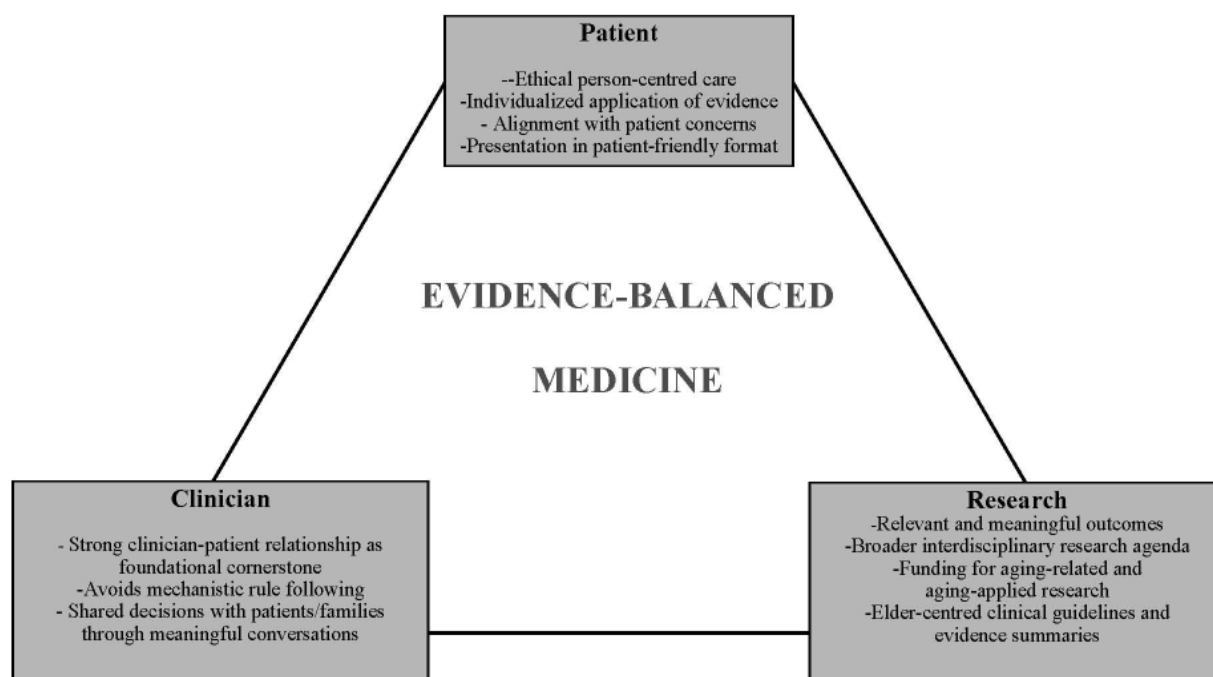 Patient
--Ethical person-centred care
-Individualized application of evidence
- Alignment with patient concerns
-Presentation in patient-friendly format
EVIDENCE-BALANCED
MEDICINE
Clinician
- Strong clinician-patient relationship as
foundational cornerstone
-Avoids mechanistic rule following
- Shared decisions with patients/families
through meaningful conversations
Research
-Relevant and meaningful outcomes
-Broader interdisciplinary research agenda
-Funding for aging-related and
aging-applied research
-Elder-centred clinical guidelines and
evidence summaries